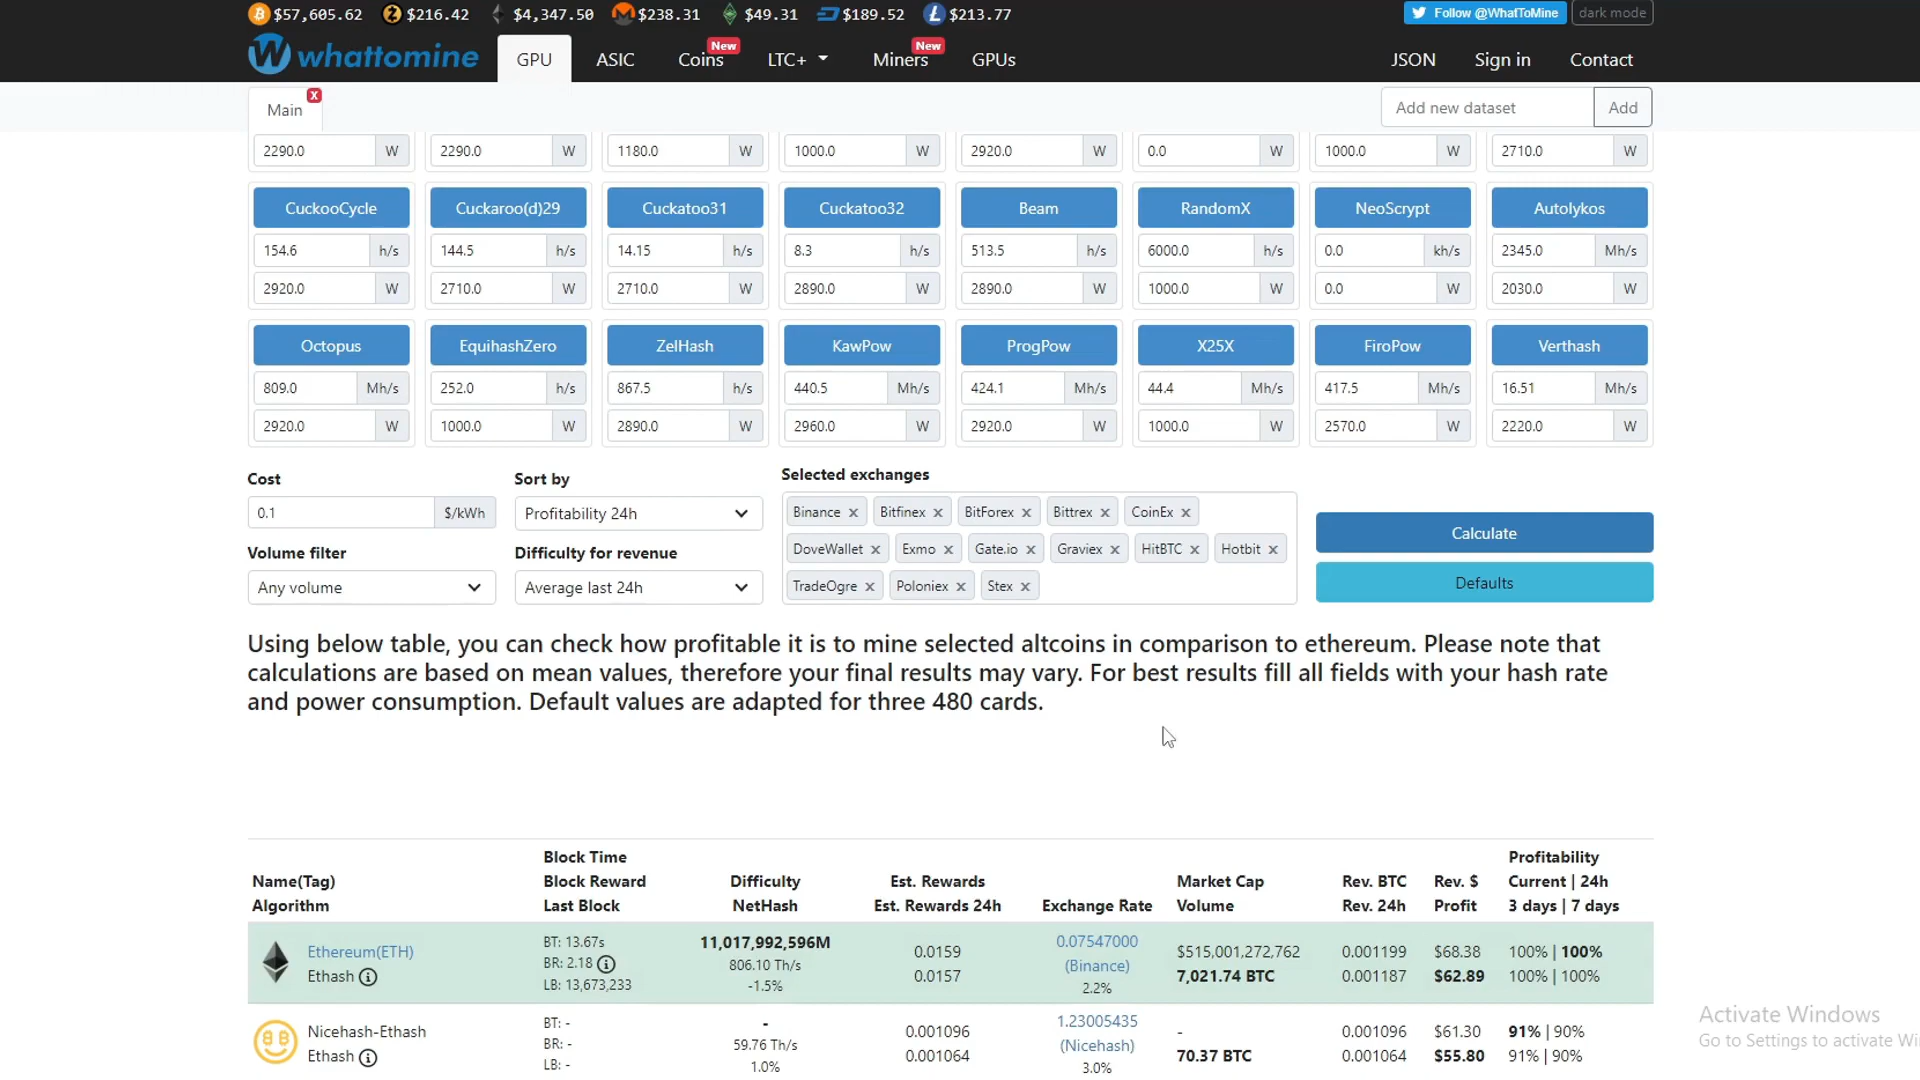 $57,605.62 $216.42 $4,347.50 $238.31 $49.31 $189.52 $213.77 Follow @WhatToMine dark mode
whattomine GPU ASIC Coins New LTC+ Miners New GPUs JSON Sign in Contact
Main x Add new dataset Add
2290.0 W 2290.0 W 1180.0 W 1000.0 W 2920.0 W 0.0 W 1000.0 W 2710.0 W
CuckooCycle Cuckaroo(d)29 Cuckatoo31 Cuckatoo32 Beam RandomX NeoScrypt Autolykos
154.6 h/s 144.5 h/s 14.15 h/s 8.3 h/s 513.5 h/s 6000.0 h/s 0.0 kh/s 2345.0 Mh/s
2920.0 W 2710.0 W 2710.0 W 2890.0 W 2890.0 W 1000.0 W 0.0 W 2030.0 W
Octopus EquihashZero ZelHash KawPow ProgPow X25X FiroPow Verthash
809.0 Mh/s 252.0 h/s 867.5 h/s 440.5 Mh/s 424.1 Mh/s 44.4 Mh/s 417.5 Mh/s 16.51 Mh/s
2920.0 W 1000.0 W 2890.0 W 2960.0 W 2920.0 W 1000.0 W 2570.0 W 2220.0 W
Cost Sort by Selected exchanges
0.1 $/kWh Profitability 24h Binance × Bitfinex × BitForex × Bittrex × CoinEx × Calculate
Volume filter Difficulty for revenue DoveWallet × Exmo × Gate.io × Graviex × HitBTC × Hotbit ×
Any volume Average last 24h TradeOgre × Poloniex × Stex × Defaults
Using below table, you can check how profitable it is to mine selected altcoins in comparison to ethereum. Please note that
calculations are based on mean values, therefore your final results may vary. For best results fill all fields with your hash rate
and power consumption. Default values are adapted for three 480 cards.
Block Time Profitability
Name(Tag) Block Reward Difficulty Est. Rewards Market Cap Rev. BTC Rev. $ Current | 24h
Algorithm Last Block NetHash Est. Rewards 24h Exchange Rate Volume Rev. 24h Profit 3 days | 7 days
BT: 13.67s 11,017,992,596M 0.07547000
Ethereum(ETH) BR: 2.18 806.10 Th/s 0.0159 (Binance) $515,001,272,762 0.001199 $68.38 100% | 100%
Ethash LB: 13,673,233 -1.5% 0.0157 2.2% 7,021.74 BTC 0.001187 $62.89 100% | 100%
BT: - - 1.23005435
Nicehash-Ethash BR: - 59.76 Th/s 0.001096 (Nicehash) - 0.001096 $61.30 91% | 90%
Ethash LB: - 1.0% 0.001064 3.0% 70.37 BTC 0.001064 $55.80 91% | 90%
Activate Windows
Go to Settings to activate Wi